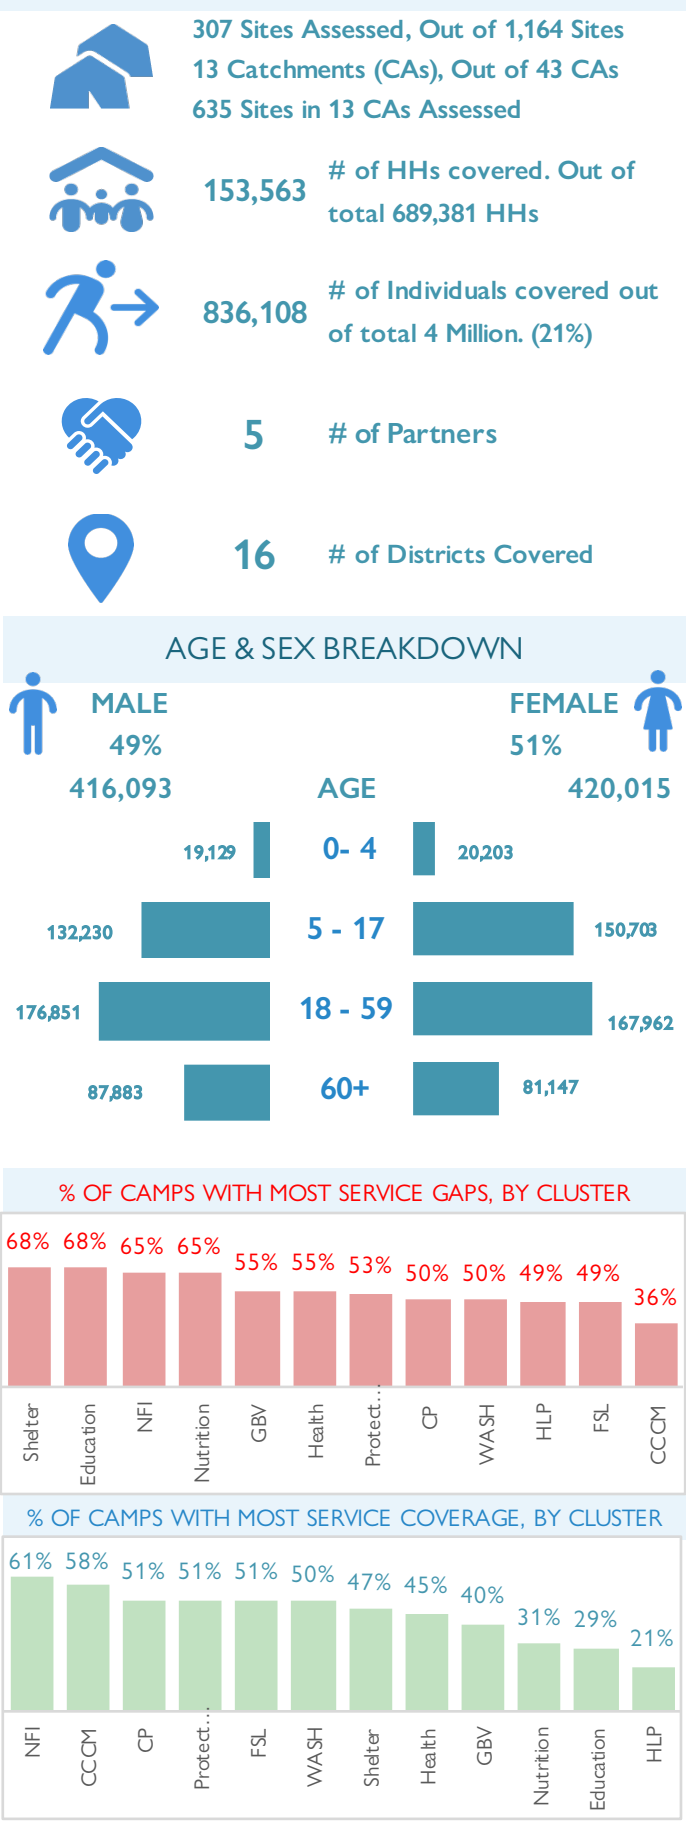 307 Sites Assessed, Out of 1,164 Sites
13 Catchments (CAs), Out of 43 CAs
635 Sites in 13 CAs Assessed
153,563
# of HHs covered. Out of
total 689,381 HHs
836,108
# of Individuals covered out
of total 4 Million. (21%)
5 # of Partners
16 # of Districts Covered
AGE & SEX BREAKDOWN
MALE FEMALE
49% 51%
416,093 AGE 420,015
19,129 0- 4 20,203
132,230 5 - 17 150,703
176,851 18 - 59 167,962
87,883 60+ 81,147
% OF CAMPS WITH MOST SERVICE GAPS, BY CLUSTER
68% 68% 65% 65% 55% 55% 53% 50% 50% 49% 49% 36%
Shelter Education NFI Nutrition GBV Health Protect... CP WASH HLP FSL CCCM
% OF CAMPS WITH MOST SERVICE COVERAGE, BY CLUSTER
61% 58% 51% 51% 51% 50% 47% 45% 40% 31% 29% 21%
NFI CCCM CP Protect... FSL WASH Shelter Health GBV Nutrition Education HLP